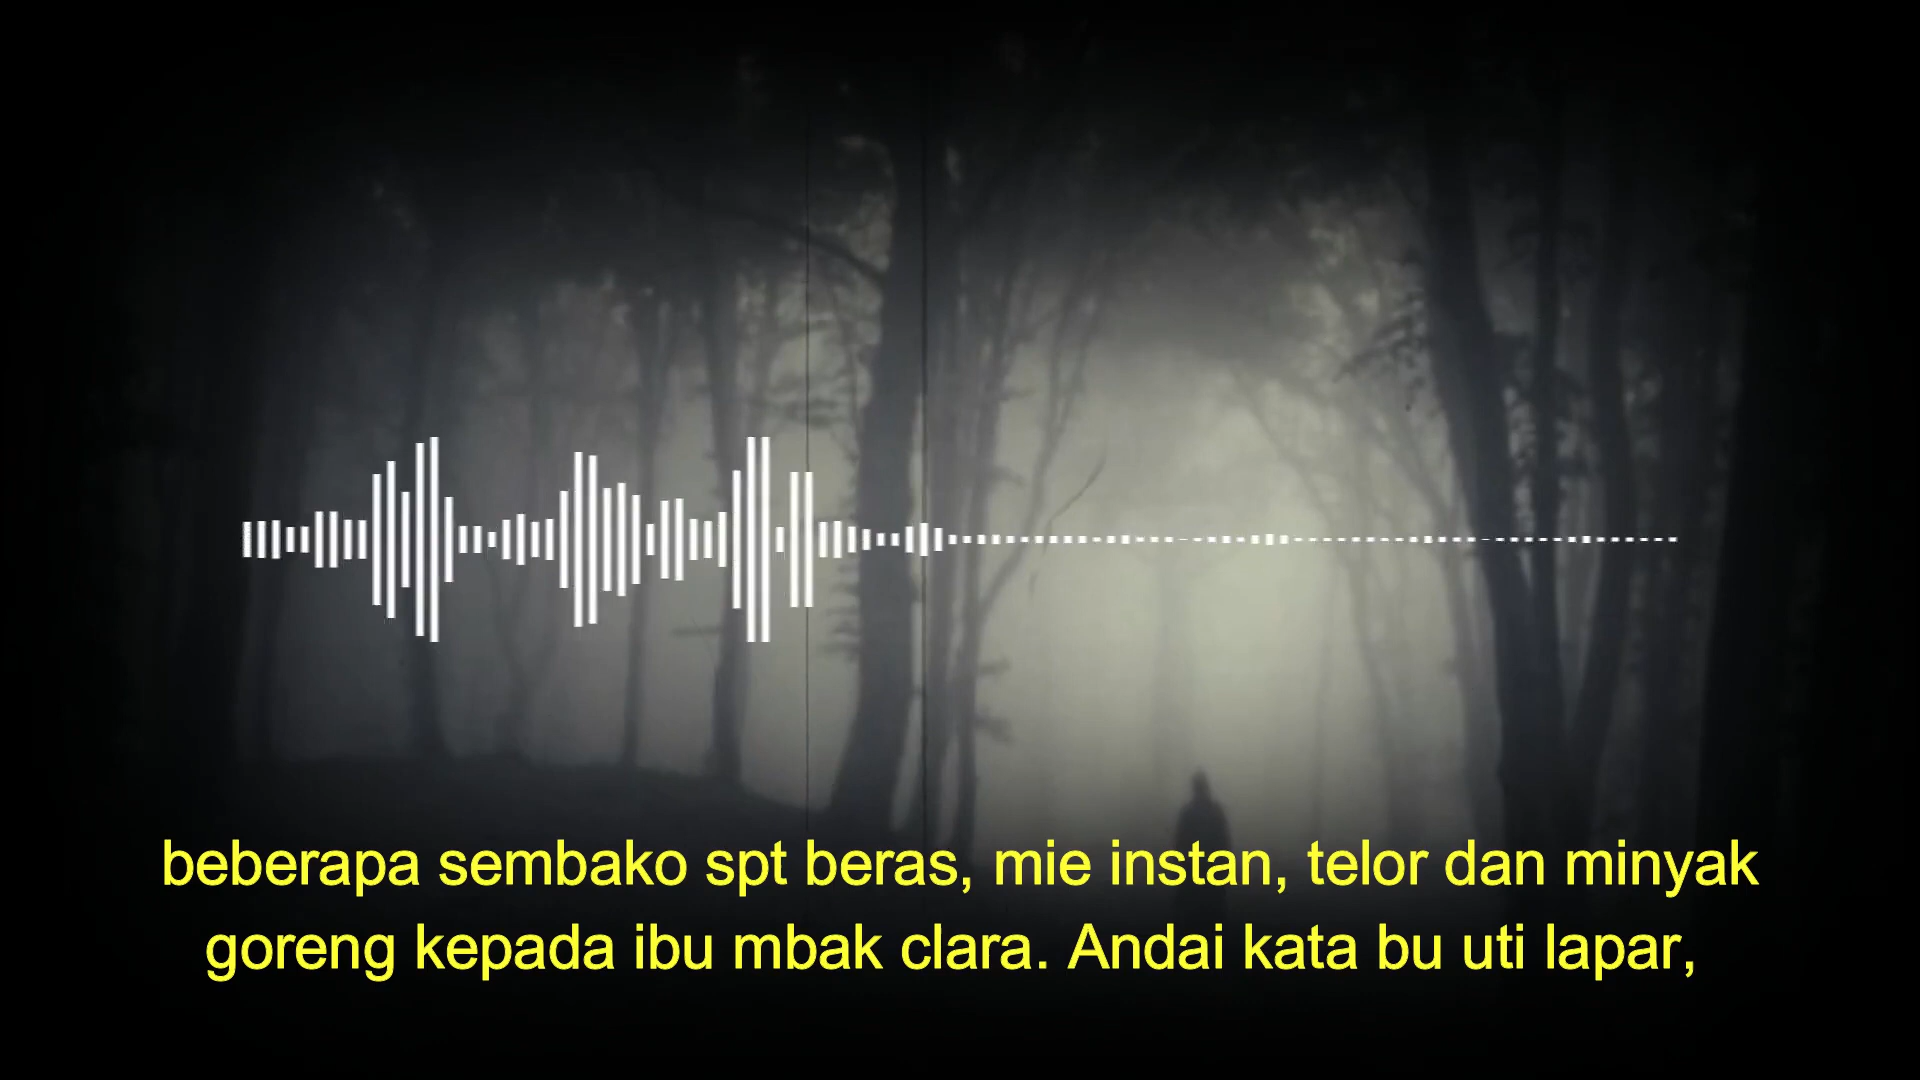 beberapa sembako spt beras, mie instan, telor dan minyak
goreng kepada ibu mbak clara. Andai kata bu uti lapar,